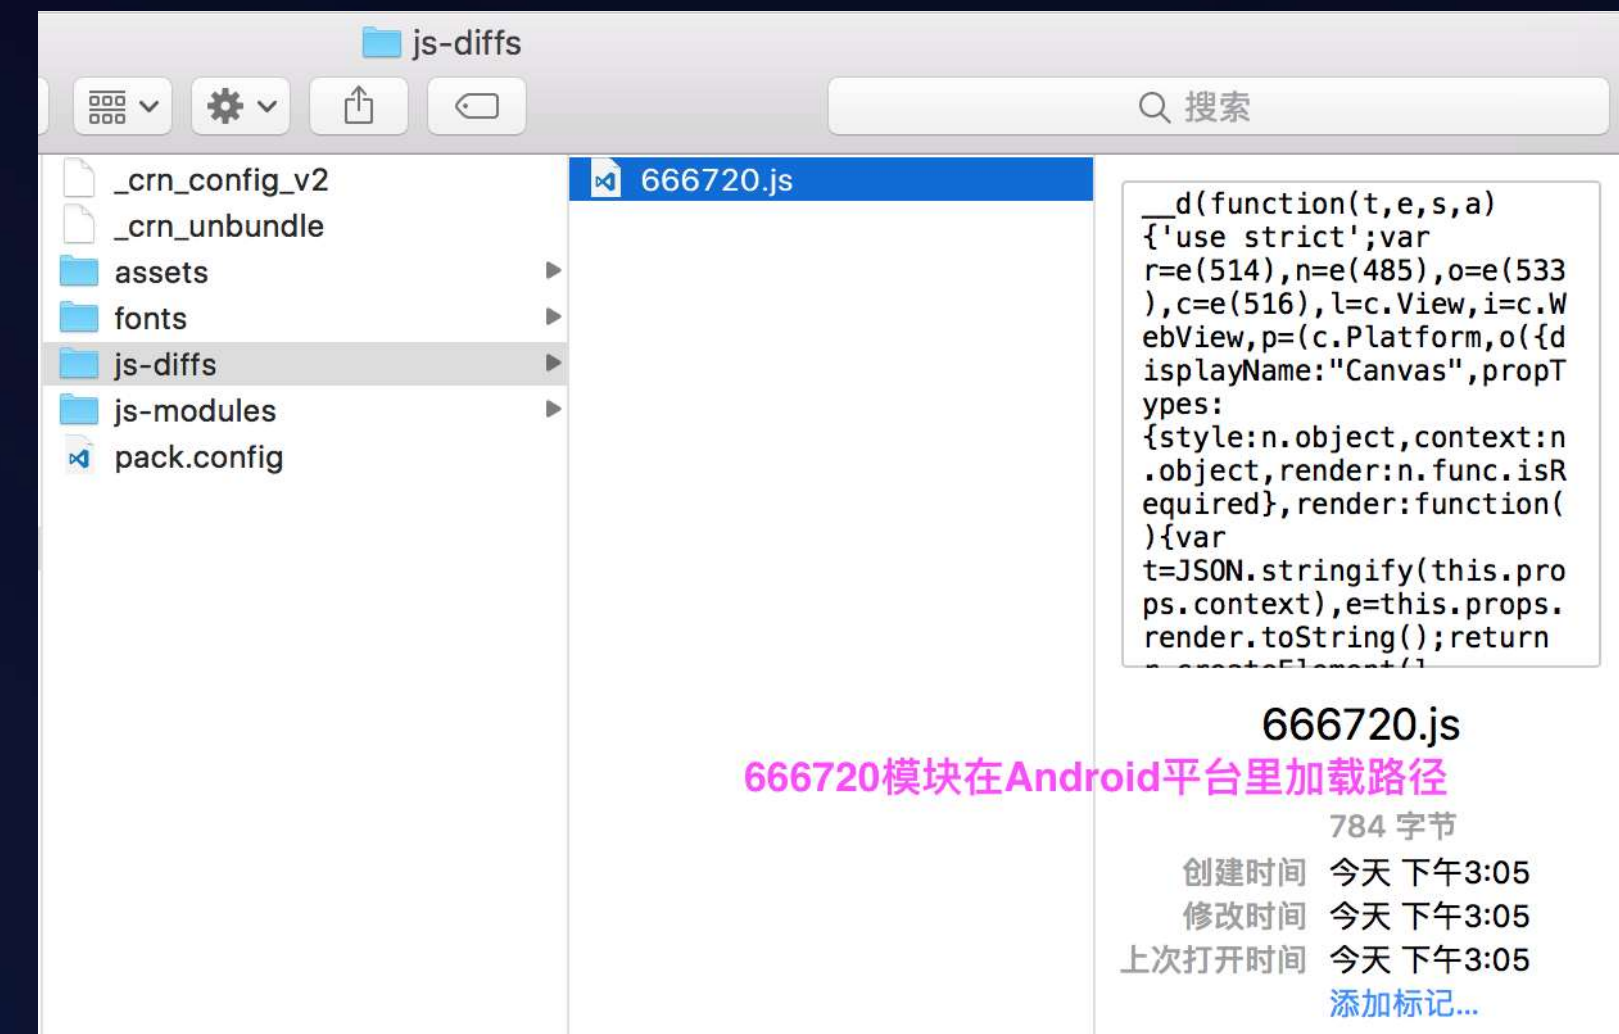 js-diffs
搜索
_crn_config_v2
_crn_unbundle
assets
fonts
js-diffs
js-modules
pack.config
666720.js
__d(function(t,e,s,a)
{'use strict';var
r=e(514),n=e(485),o=e(533
),c=e(516),l=c.View,i=c.W
ebView,p=(c.Platform,o({d
isplayName:"Canvas",propT
ypes:
{style:n.object,context:n
.object,render:n.func.isR
equired},render:function(
){var
t=JSON.stringify(this.pro
ps.context),e=this.props.
render.toString();return
r.createElement(l
666720.js
666720模块在Android平台里加载路径
784 字节
创建时间 今天 下午3:05
修改时间 今天 下午3:05
上次打开时间 今天 下午3:05
添加标记...